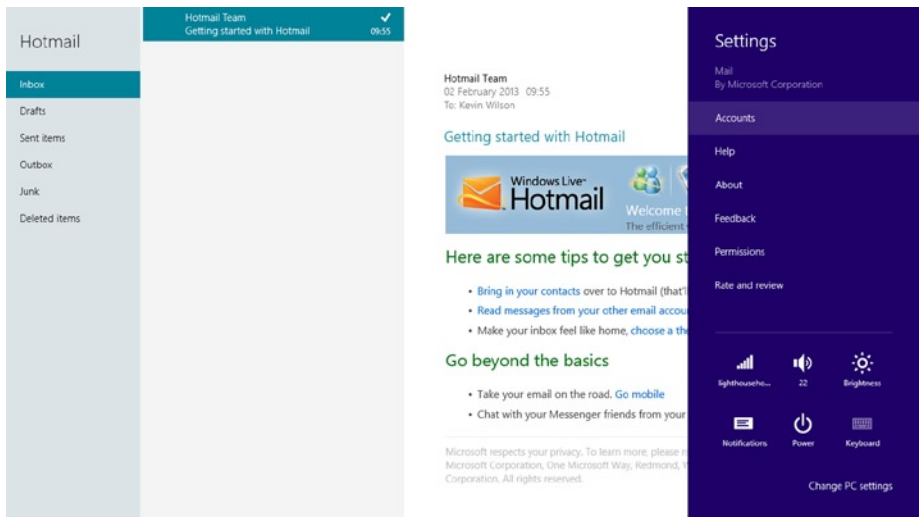 Hotmail
Inbox
Drafts
Sent items
Outbox
Junk
Deleted items
Hotmail Team
Getting started with Hotmail
09:55
Hotmail Team
02 February 2013 09:55
To: Kevin Wilson
Getting started with Hotmail
Windows Live™
Hotmail
Welcome
The efficient
Here are some tips to get you st
• Bring in your contacts over to Hotmail (that'l
• Read messages from your other email accou
• Make your inbox feel like home, choose a the
Go beyond the basics
• Take your email on the road. Go mobile
• Chat with your Messenger friends from your
Microsoft respects your privacy. To learn more, please r
Microsoft Corporation, One Microsoft Way, Redmond, W
Corporation. All rights reserved.
Settings
Mail
By Microsoft Corporation
Accounts
Help
About
Feedback
Permissions
Rate and review
lighthousehe...
22
Brightness
Notifications
Power
Keyboard
Change PC settings